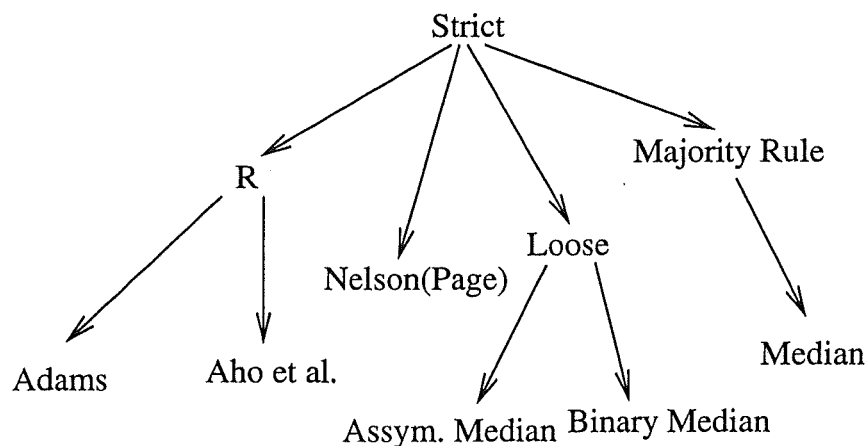 Strict
Majority Rule
R
Loose
Nelson(Page)
Median
Adams
Aho et al.
Assym. Median
Binary Median